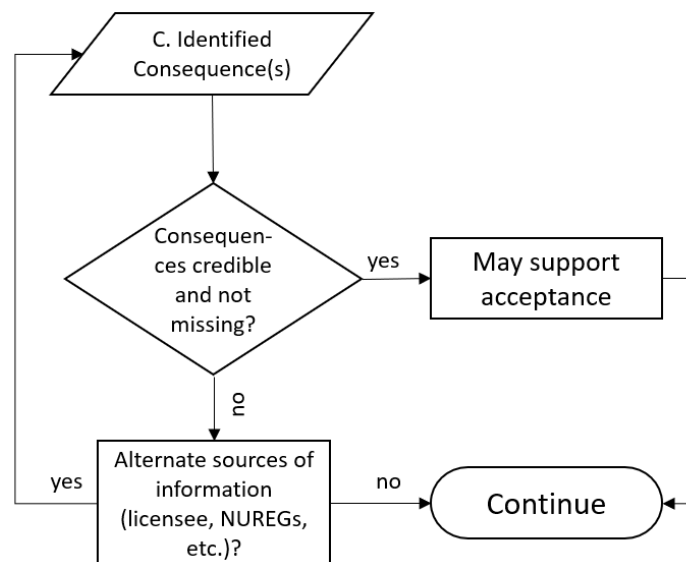 C. Identified
Consequence(s)
Consequen-
ces credible
and not
missing?
yes
May support
acceptance
no
Alternate sources of
information
(licensee, NUREGs,
etc.)?
yes
no
Continue